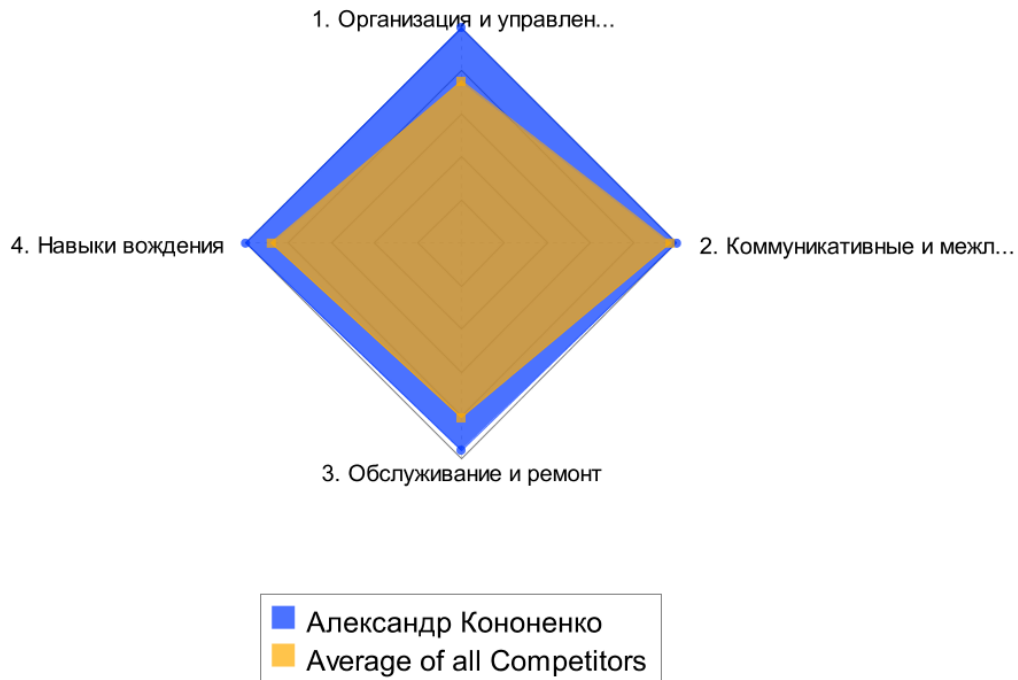 1. Организация и управлен...
4. Навыки вождения
2. Коммуникативные и межл...
3. Обслуживание и ремонт
Александр Кононенко
Average of all Competitors